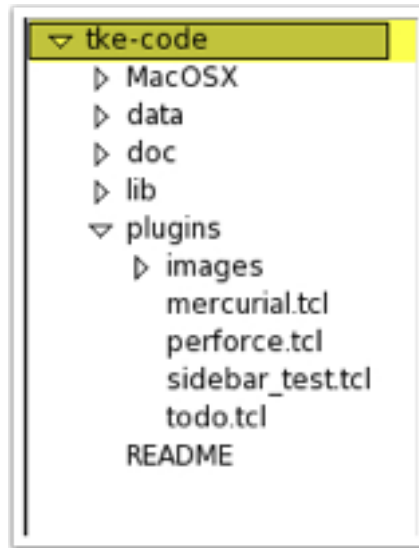 tke-code
MacOSX
data
doc
lib
plugins
images
mercurial.tcl
perforce.tcl
sidebar_test.tcl
todo.tcl
README